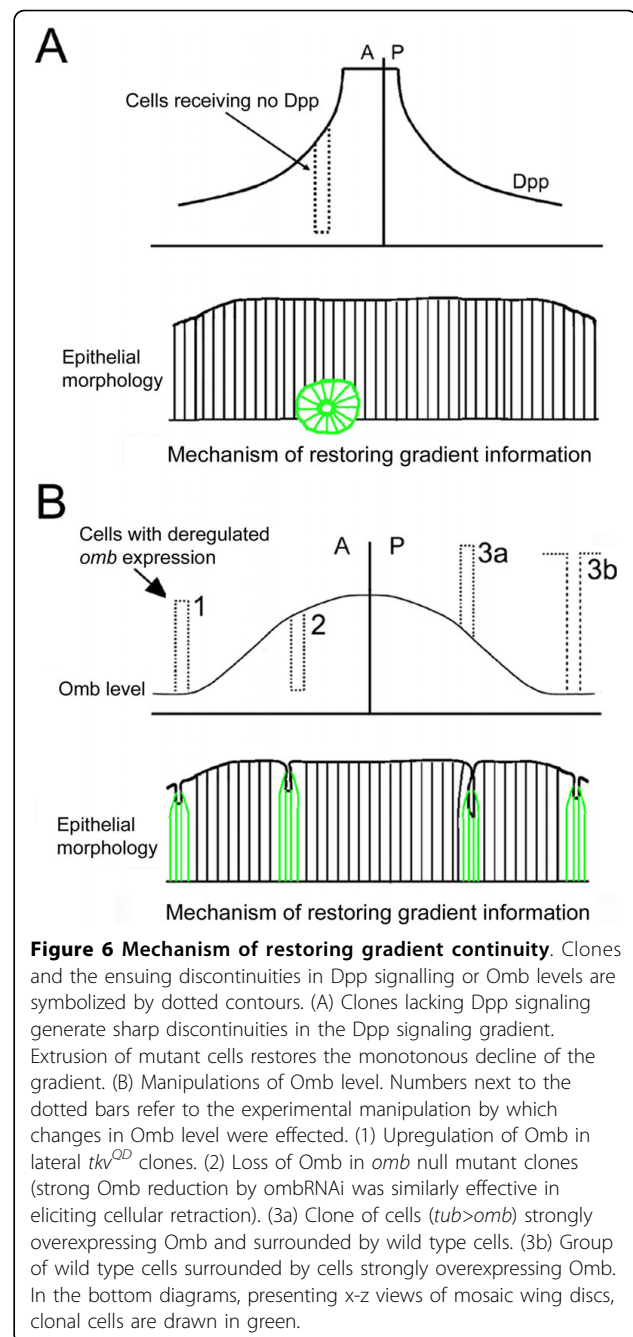 A
A P
Cells receiving no Dpp
Dpp
Epithelial
morphology
Mechanism of restoring gradient information
B
Cells with deregulated
omb expression
A P
3a
3b
1
2
Omb level
Epithelial
morphology
Mechanism of restoring gradient information
Figure 6 Mechanism of restoring gradient continuity. Clones
and the ensuing discontinuities in Dpp signalling or Omb levels are
symbolized by dotted contours. (A) Clones lacking Dpp signaling
generate sharp discontinuities in the Dpp signaling gradient.
Extrusion of mutant cells restores the monotonous decline of the
gradient. (B) Manipulations of Omb level. Numbers next to the
dotted bars refer to the experimental manipulation by which
changes in Omb level were effected. (1) Upregulation of Omb in
lateral tkv^QD clones. (2) Loss of Omb in omb null mutant clones
(strong Omb reduction by ombRNAi was similarly effective in
eliciting cellular retraction). (3a) Clone of cells (tub>omb) strongly
overexpressing Omb and surrounded by wild type cells. (3b) Group
of wild type cells surrounded by cells strongly overexpressing Omb.
In the bottom diagrams, presenting x-z views of mosaic wing discs,
clonal cells are drawn in green.